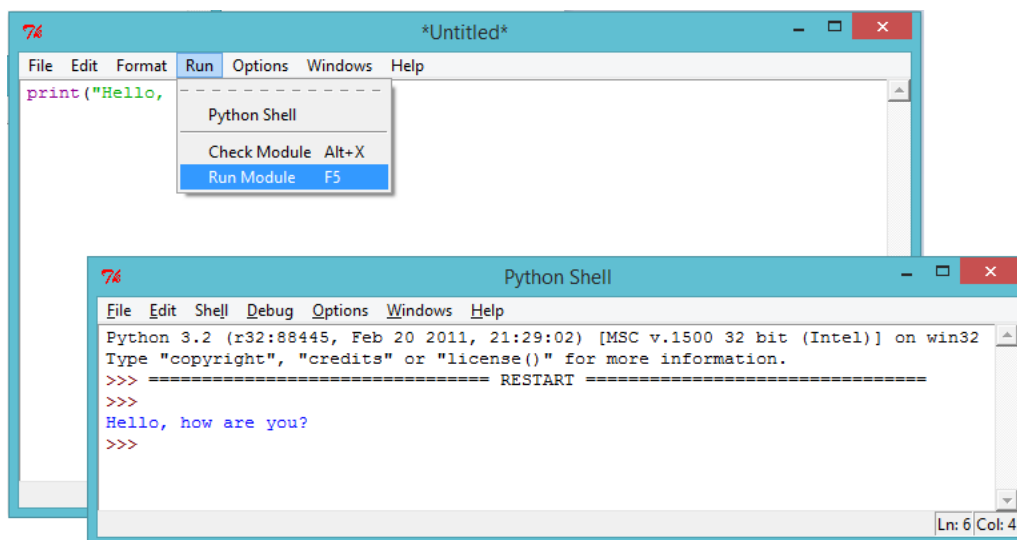 *Untitled*
File Edit Format Run Options Windows Help
print("Hello,
Python Shell
Check Module Alt+X
Run Module F5
Python Shell
File Edit Shell Debug Options Windows Help
Python 3.2 (r32:88445, Feb 20 2011, 21:29:02) [MSC v.1500 32 bit (Intel)] on win32
Type "copyright", "credits" or "license()" for more information.
>>> ================================ RESTART ================================
>>>
Hello, how are you?
>>>
Ln: 6 Col: 4